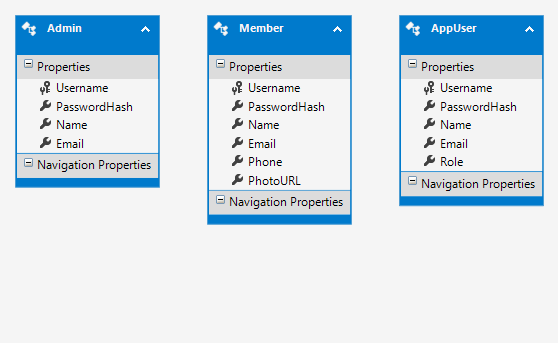 Admin
Properties
Username
PasswordHash
Name
Email
Navigation Properties
Member
Properties
Username
PasswordHash
Name
Email
Phone
PhotoURL
Navigation Properties
AppUser
Properties
Username
PasswordHash
Name
Email
Role
Navigation Properties